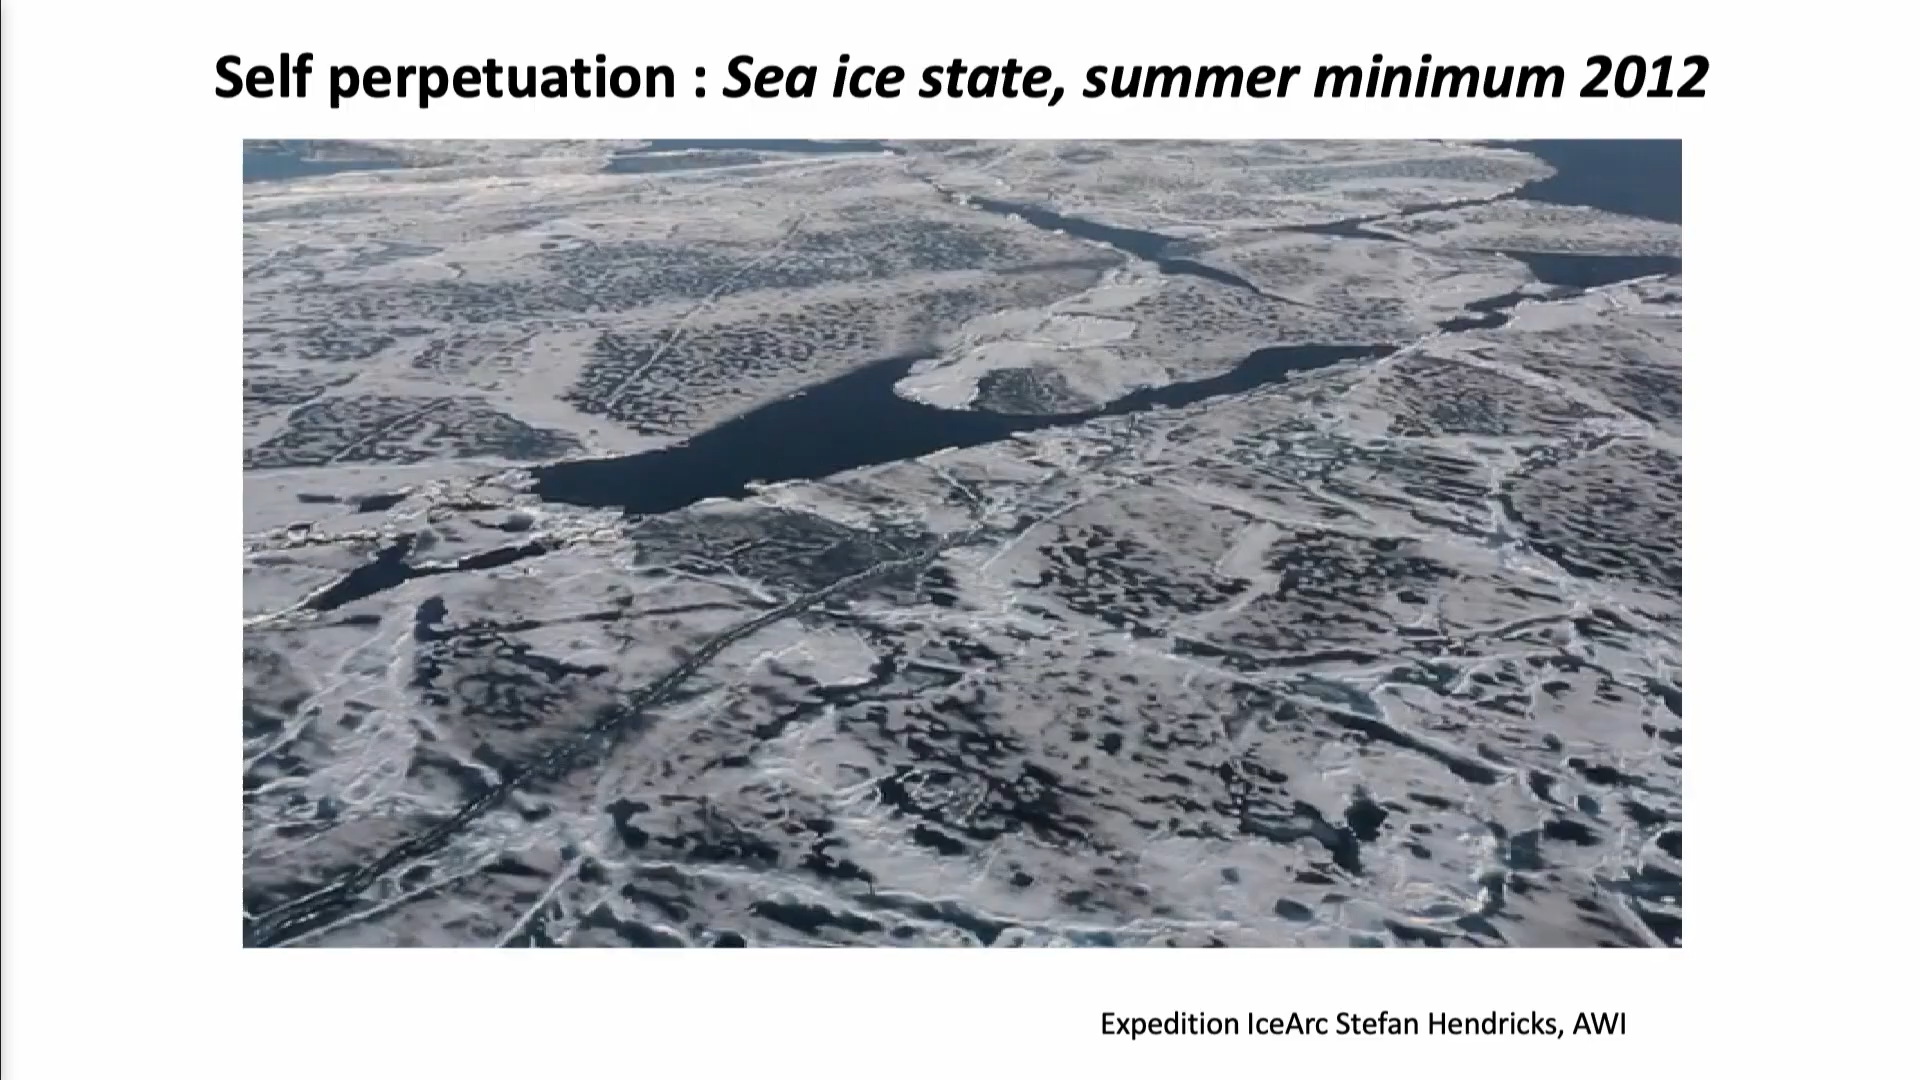 Self perpetuation : Sea ice state, summer minimum 2012
Expedition IceArc Stefan Hendricks, AWI